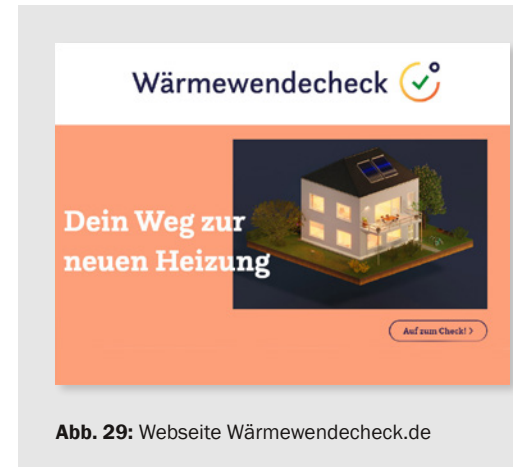 Wärmewendecheck
Dein Weg zur
neuen Heizung
Auf zum Check! >
Abb. 29: Webseite Wärmewendecheck.de